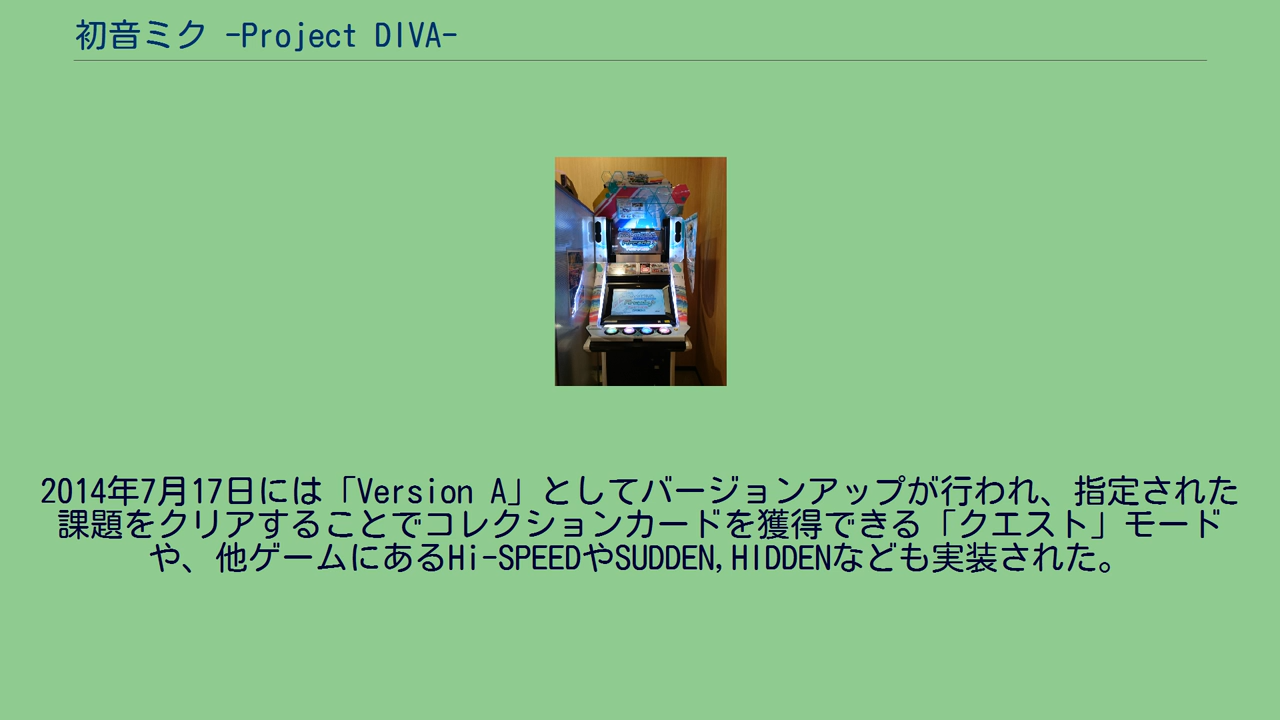 初音ミク -Project DIVA-
2014年7月17日には「Version A」としてバージョンアップが行われ、指定された
課題をクリアすることでコレクションカードを獲得できる「クエスト」モード
や、他ゲームにあるHi-SPEEDやSUDDEN,HIDDENなども実装された。